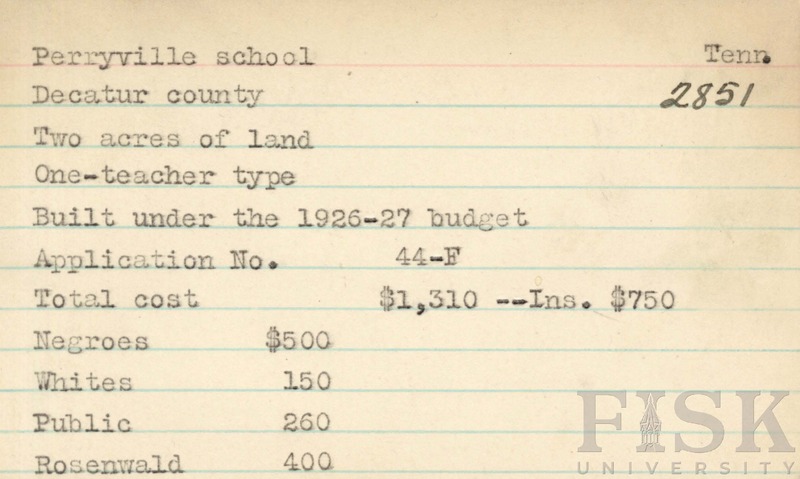 Perryville school Tenn.
Decatur county 2851
Two acres of land
One-teacher type
Built under the 1926-27 budget
Application No. 44-F
Total cost $1,310 --Ins. $750
Negroes $500
Whites 150
Public 260
Rosenwald 400
FISK
UNIVERSITY